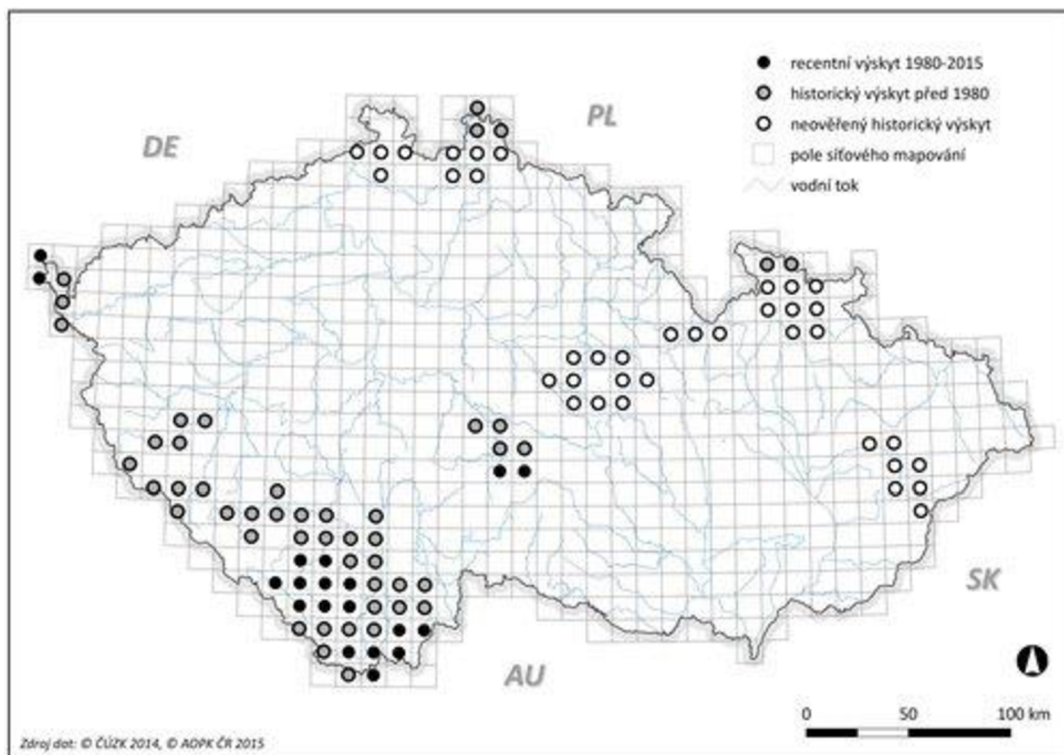 recentní výskyt 1980-2015
historický výskyt před 1980
neověřený historický výskyt
pole síťového mapování
vodní tok
DE
PL
SK
AU
0 50 100 km
Zdroj dat: © ČÚZK 2014, © AOPK ČR 2015